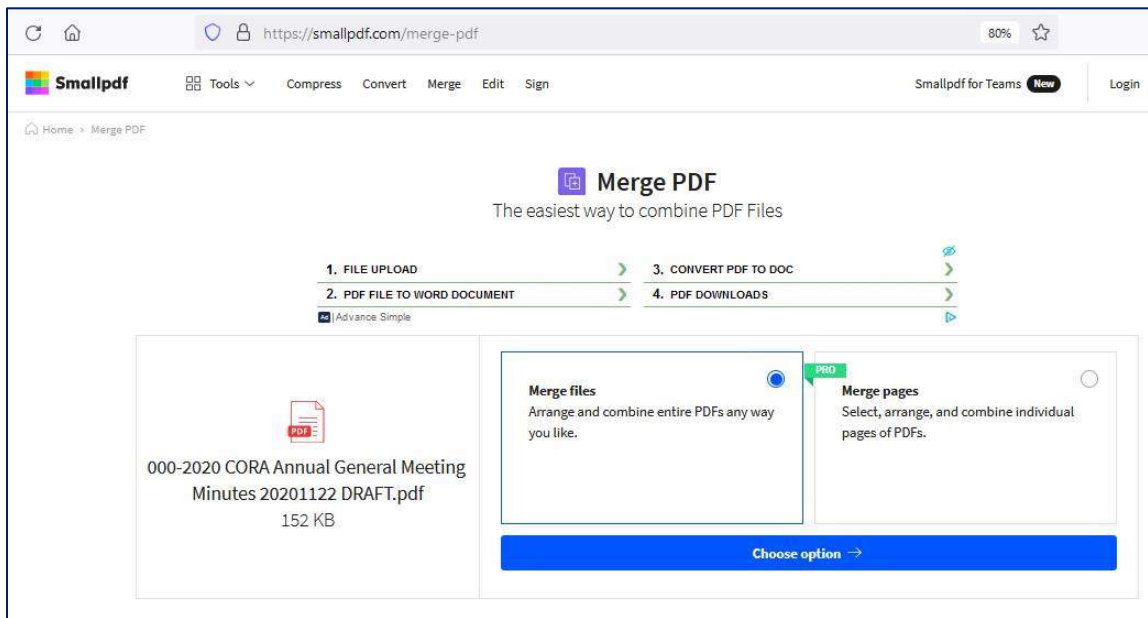 https://smallpdf.com/merge-pdf 80%
Smallpdf Tools Compress Convert Merge Edit Sign Smallpdf for Teams New Login
Home > Merge PDF
Merge PDF
The easiest way to combine PDF Files
1. FILE UPLOAD
2. PDF FILE TO WORD DOCUMENT
3. CONVERT PDF TO DOC
4. PDF DOWNLOADS
Ad | Advance Simple
PDF
000-2020 CORA Annual General Meeting
Minutes 20201122 DRAFT.pdf
152 KB
Merge files
Arrange and combine entire PDFs any way
you like.
PRO
Merge pages
Select, arrange, and combine individual
pages of PDFs.
Choose option →